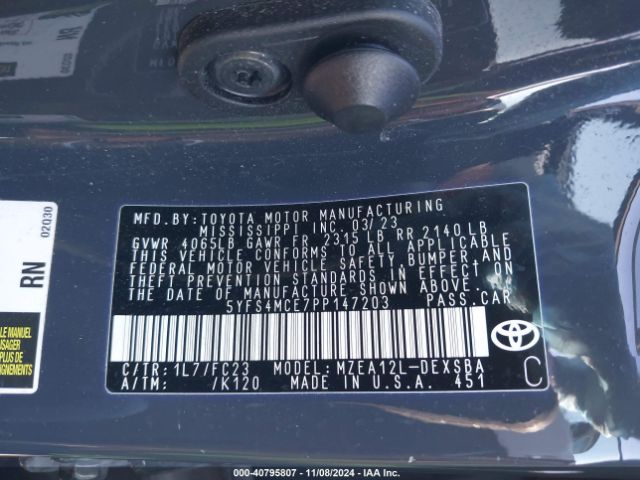 MFD.BY:TOYOTA MOTOR MANUFACTURING
MISSISSIPPI INC. 03/23
GVWR 4065LB GAWR FR 2315 LB RR 2140 LB
THIS VEHICLE CONFORMS TO ALL APPLICABLE
FEDERAL MOTOR VEHICLE SAFETY, BUMPER, AND
THEFT PREVENTION STANDARDS IN EFFECT ON
THE DATE OF MANUFACTURE SHOWN ABOVE.
5YFS4MCE7PP147203 PASS.CAR
C/TR:1L7/FC23 MODEL:MZEA12L-DEXSBA
A/TM: /K120 MADE IN U.S.A. 451
C
02030
RN
USAGER
000-40795807 - 11/08/2024 - IAA Inc.